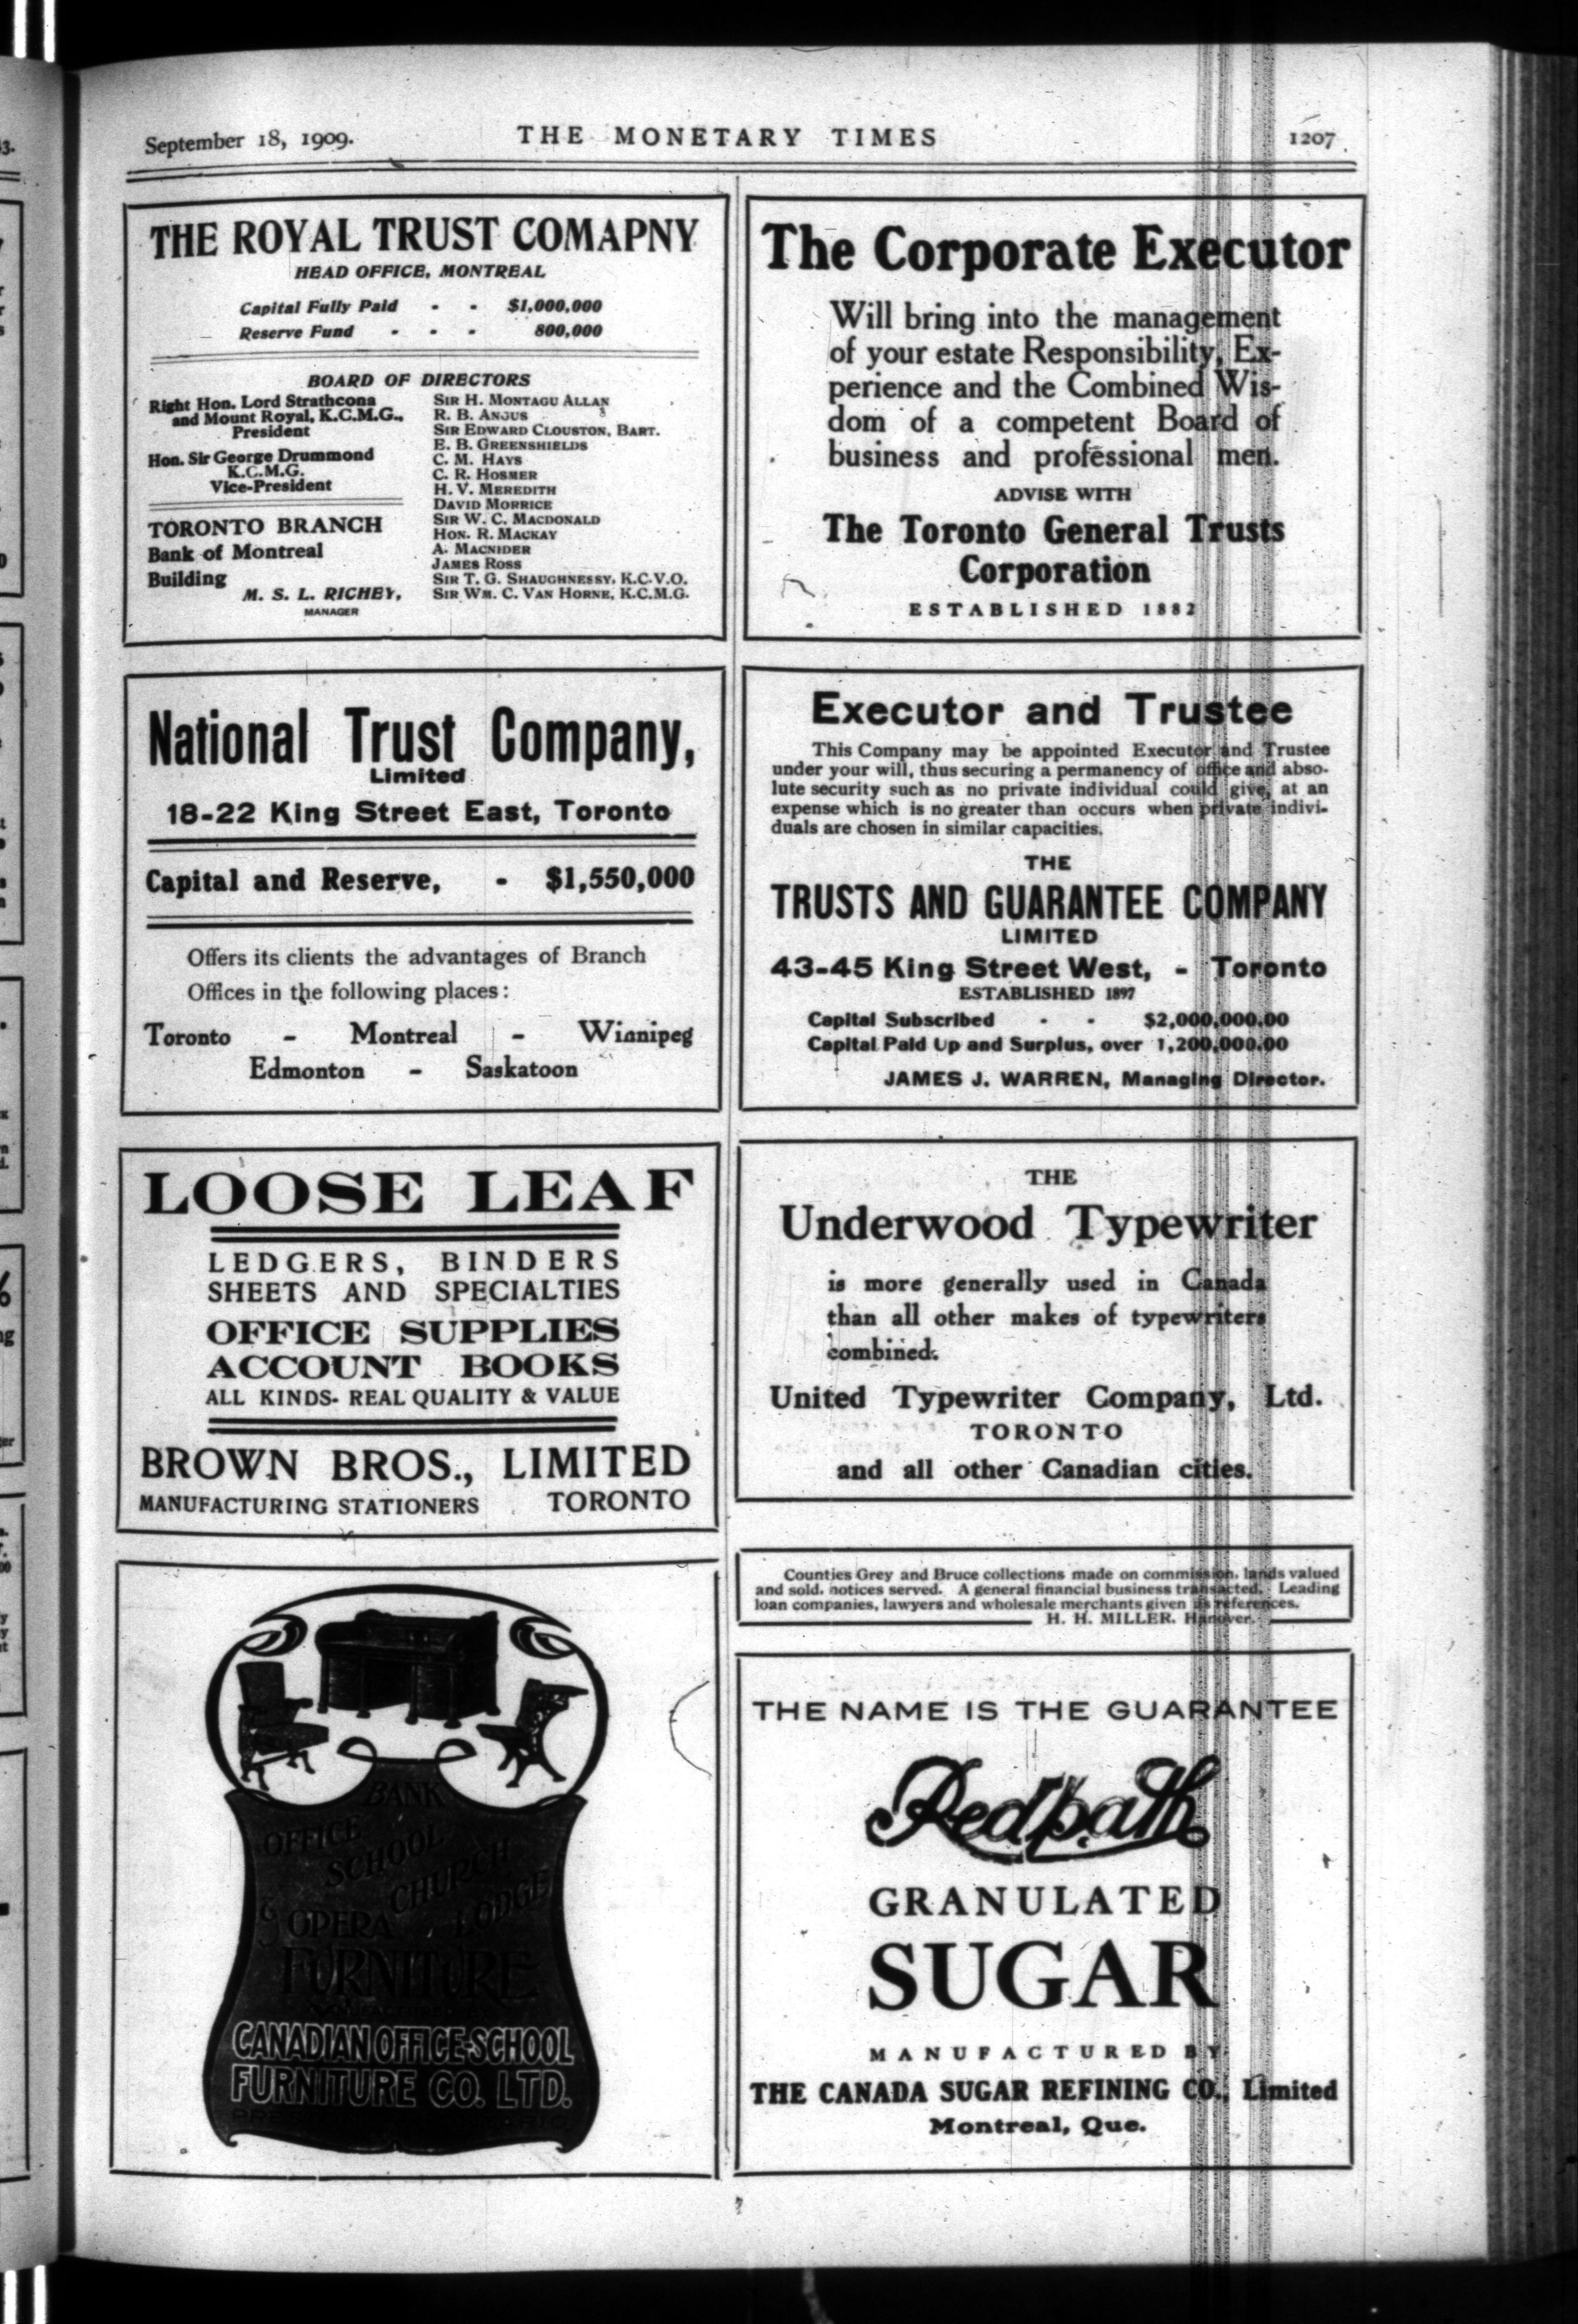 September 18, 1909.
THE MONETARY TIMES
1207
THE ROYAL TRUST COMAPNY
HEAD OFFICE, MONTREAL
Capital Fully Paid - - $1,000,000
Reserve Fund - - - 800,000
BOARD OF DIRECTORS
Right Hon. Lord Strathcona
and Mount Royal, K.C.M.G.,
President
Hon. Sir George Drummond
K.C.M.G.
Vice-President
TORONTO BRANCH
Bank of Montreal
Building
M. S. L. RICHEY,
MANAGER
SIR H. MONTAGU ALLAN
R. B. ANGUS
SIR EDWARD CLOUSTON, BART.
E. B. GREENSHIELDS
C. M. HAYS
C. R. HOSMER
H. V. MEREDITH
DAVID MORRICE
SIR W. C. MACDONALD
HON. R. MACKAY
A. MACNIDER
JAMES ROSS
SIR T. G. SHAUGHNESSY, K.C.V.O.
SIR WM. C. VAN HORNE, K.C.M.G.
The Corporate Executor
Will bring into the management
of your estate Responsibility, Ex-
perience and the Combined Wis-
dom of a competent Board of
business and professional men.
ADVISE WITH
The Toronto General Trusts
Corporation
ESTABLISHED 1882
National Trust Company,
Limited
18-22 King Street East, Toronto
Capital and Reserve, - $1,550,000
Offers its clients the advantages of Branch
Offices in the following places:
Toronto - Montreal - Winnipeg
Edmonton - Saskatoon
Executor and Trustee
This Company may be appointed Executor and Trustee
under your will, thus securing a permanency of office and abso-
lute security such as no private individual could give, at an
expense which is no greater than occurs when private indivi-
duals are chosen in similar capacities.
THE
TRUSTS AND GUARANTEE COMPANY
LIMITED
43-45 King Street West, - Toronto
ESTABLISHED 1897
Capital Subscribed - - $2,000,000.00
Capital Paid Up and Surplus, over 1,200,000.00
JAMES J. WARREN, Managing Director.
LOOSE LEAF
LEDGERS, BINDERS
SHEETS AND SPECIALTIES
OFFICE SUPPLIES
ACCOUNT BOOKS
ALL KINDS- REAL QUALITY & VALUE
BROWN BROS., LIMITED
MANUFACTURING STATIONERS TORONTO
THE
Underwood Typewriter
is more generally used in Canada
than all other makes of typewriters
combined.
United Typewriter Company, Ltd.
TORONTO
and all other Canadian cities.
Counties Grey and Bruce collections made on commission, lands valued
and sold, notices served. A general financial business transacted. Leading
loan companies, lawyers and wholesale merchants given as references.
H. H. MILLER, Hanover.
BANK
OFFICE
SCHOOL
CHURCH
LODGE
& OPERA
FURNITURE
CANADIAN OFFICE-SCHOOL
FURNITURE CO. LTD.
THE NAME IS THE GUARANTEE
Redpath
GRANULATED
SUGAR
MANUFACTURED BY
THE CANADA SUGAR REFINING CO., Limited
Montreal, Que.